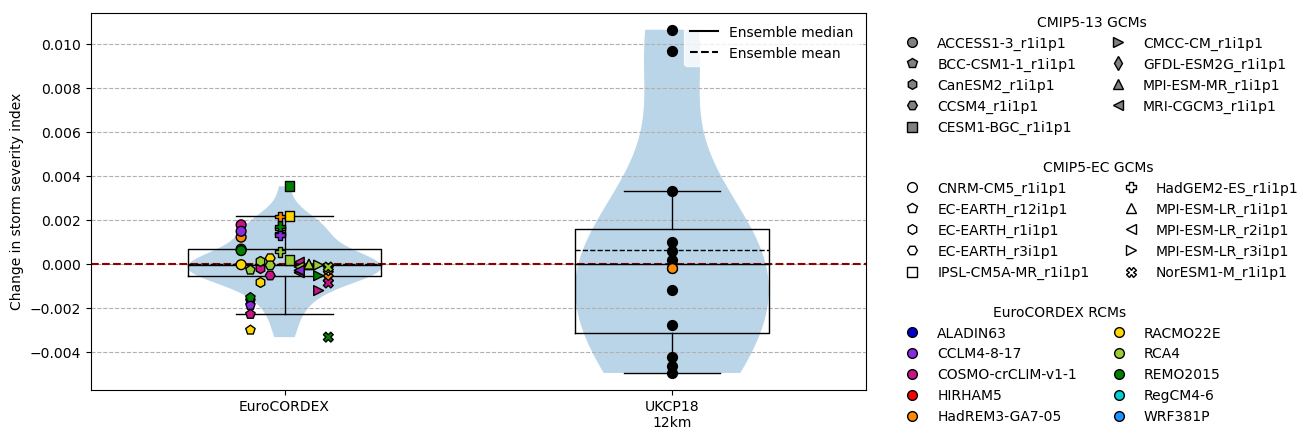 Change in storm severity index
0.010
0.008
0.006
0.004
0.002
0.000
−0.002
−0.004
EuroCORDEX
UKCP18
12km
Ensemble median
Ensemble mean
CMIP5-13 GCMs
ACCESS1-3_r1i1p1
BCC-CSM1-1_r1i1p1
CanESM2_r1i1p1
CCSM4_r1i1p1
CESM1-BGC_r1i1p1
CMCC-CM_r1i1p1
GFDL-ESM2G_r1i1p1
MPI-ESM-MR_r1i1p1
MRI-CGCM3_r1i1p1
CMIP5-EC GCMs
CNRM-CM5_r1i1p1
EC-EARTH_r12i1p1
EC-EARTH_r1i1p1
EC-EARTH_r3i1p1
IPSL-CM5A-MR_r1i1p1
HadGEM2-ES_r1i1p1
MPI-ESM-LR_r1i1p1
MPI-ESM-LR_r2i1p1
MPI-ESM-LR_r3i1p1
NorESM1-M_r1i1p1
EuroCORDEX RCMs
ALADIN63
CCLM4-8-17
COSMO-crCLIM-v1-1
HIRHAM5
HadREM3-GA7-05
RACMO22E
RCA4
REMO2015
RegCM4-6
WRF381P